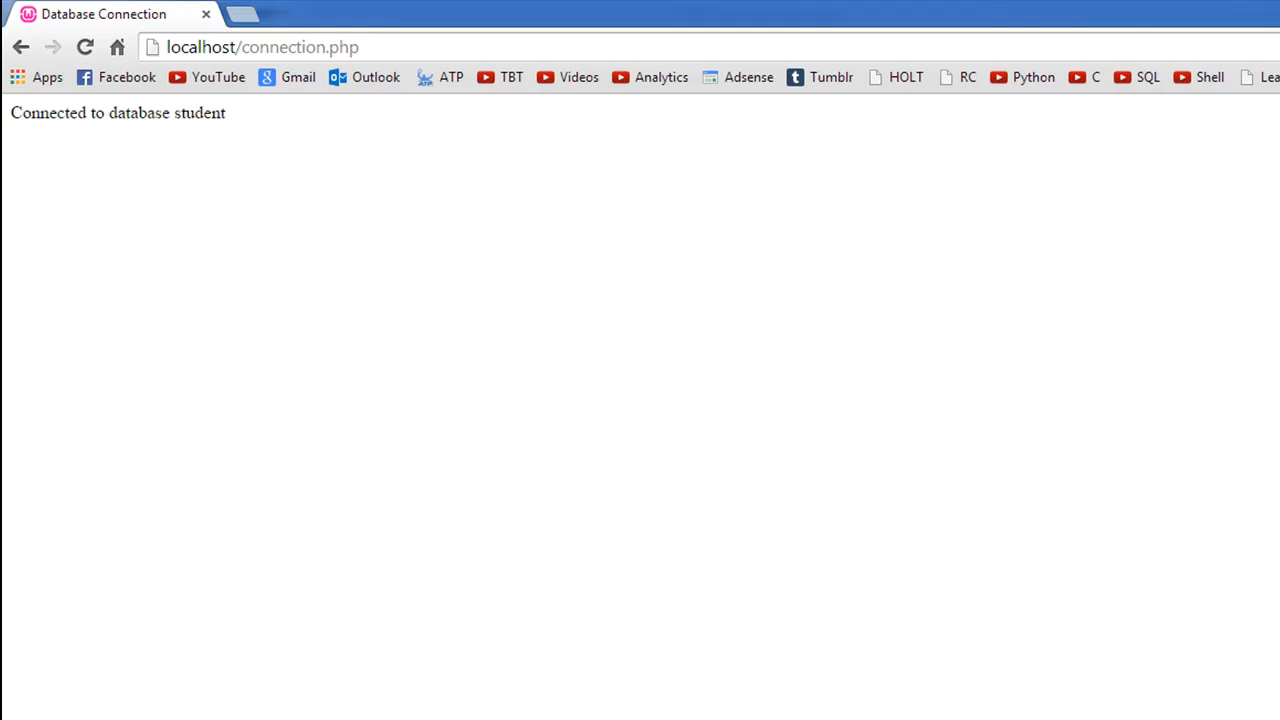 Database Connection
localhost/connection.php
Apps Facebook YouTube Gmail Outlook ATP TBT Videos Analytics Adsense Tumblr HOLT RC Python C SQL Shell Lea
Connected to database student